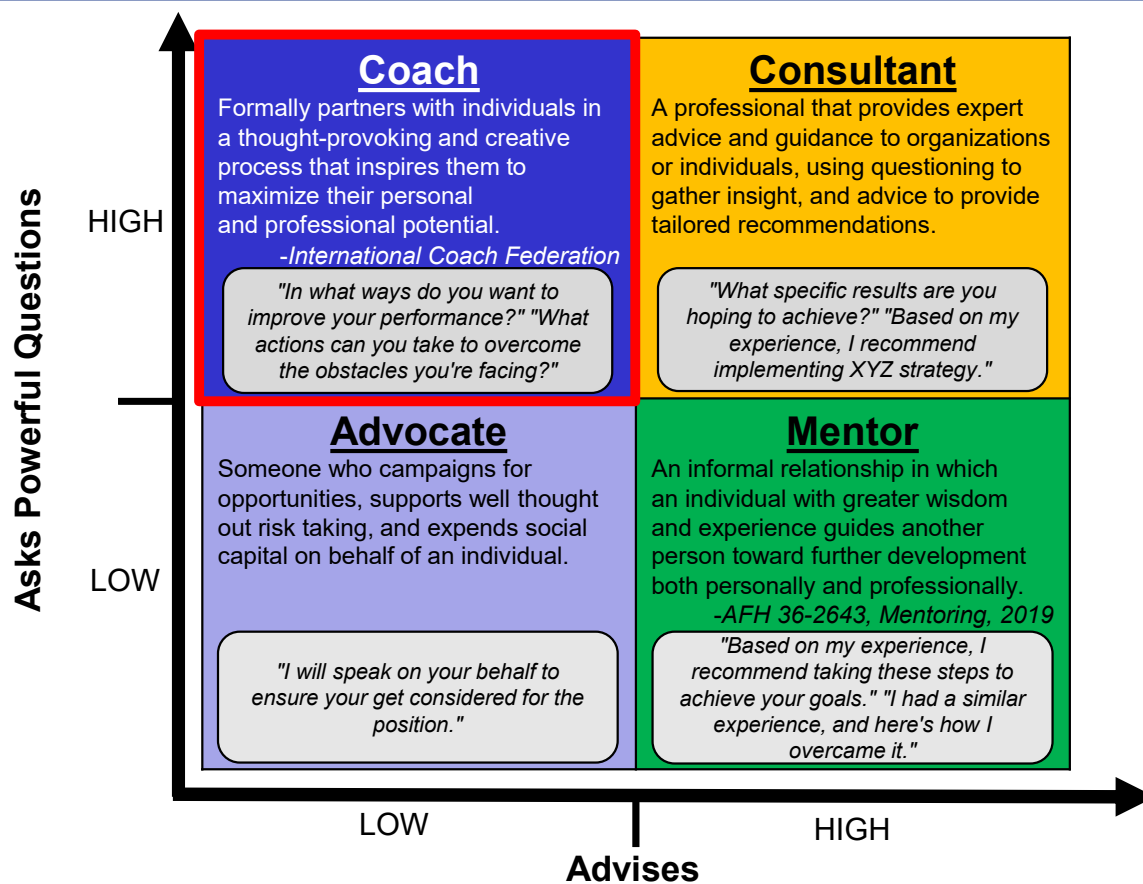 Asks Powerful Questions
HIGH
LOW
Coach
Formally partners with individuals in
a thought-provoking and creative
process that inspires them to
maximize their personal
and professional potential.
-International Coach Federation
"In what ways do you want to
improve your performance?" "What
actions can you take to overcome
the obstacles you're facing?"
Consultant
A professional that provides expert
advice and guidance to organizations
or individuals, using questioning to
gather insight, and advice to provide
tailored recommendations.
"What specific results are you
hoping to achieve?" "Based on my
experience, I recommend
implementing XYZ strategy."
Advocate
Someone who campaigns for
opportunities, supports well thought
out risk taking, and expends social
capital on behalf of an individual.
"I will speak on your behalf to
ensure your get considered for the
position."
Mentor
An informal relationship in which
an individual with greater wisdom
and experience guides another
person toward further development
both personally and professionally.
-AFH 36-2643, Mentoring, 2019
"Based on my experience, I
recommend taking these steps to
achieve your goals." "I had a similar
experience, and here's how I
overcame it."
LOW
HIGH
Advises